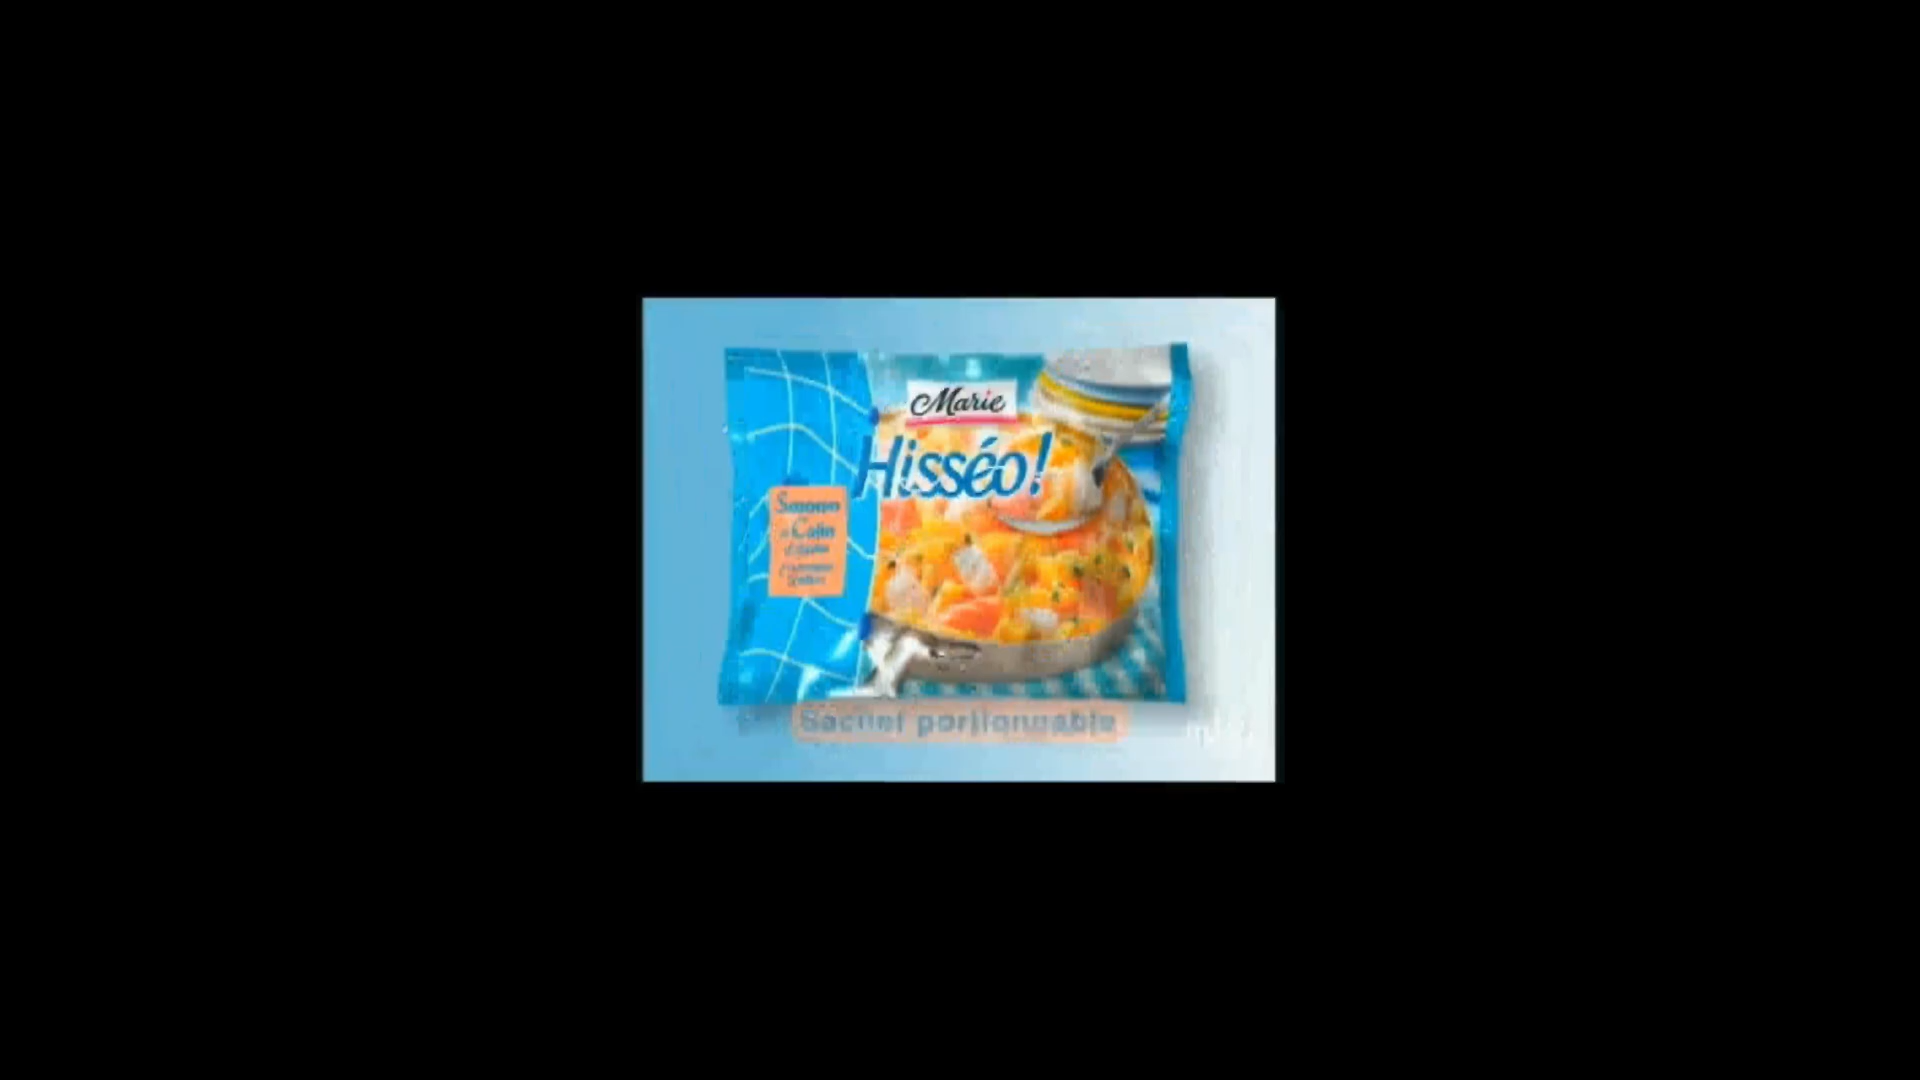 Marie
Hisséo!
Saumon
& Colin
Sachet portionnable